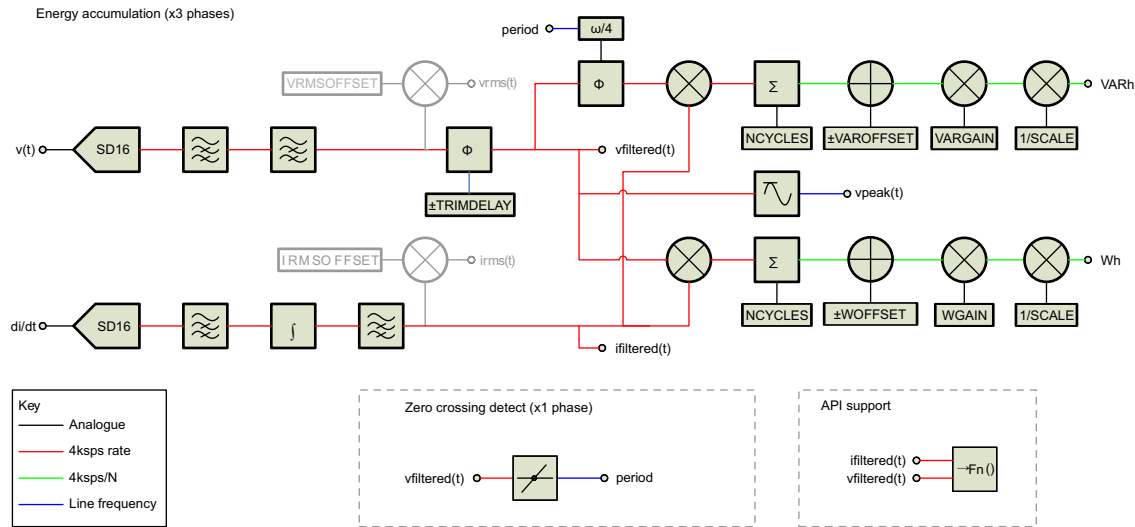 Energy accumulation (x3 phases)
period
ω/4
VRMSOFFSET
vrms(t)
Φ
Σ
VARh
NCYCLES
±VAROFFSET
VARGAIN
1/SCALE
v(t)
SD16
Φ
vfiltered(t)
±TRIMDELAY
vpeak(t)
IRMSOFFSET
irms(t)
Σ
Wh
NCYCLES
±WOFFSET
WGAIN
1/SCALE
di/dt
SD16
∫
ifiltered(t)
Key
Analogue
4ksps rate
4ksps/N
Line frequency
Zero crossing detect (x1 phase)
vfiltered(t)
period
API support
ifiltered(t)
vfiltered(t)
→Fn()